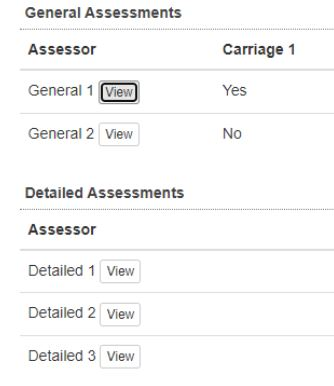 General Assessments
Assessor Carriage 1
General 1 View Yes
General 2 View No
Detailed Assessments
Assessor
Detailed 1 View
Detailed 2 View
Detailed 3 View